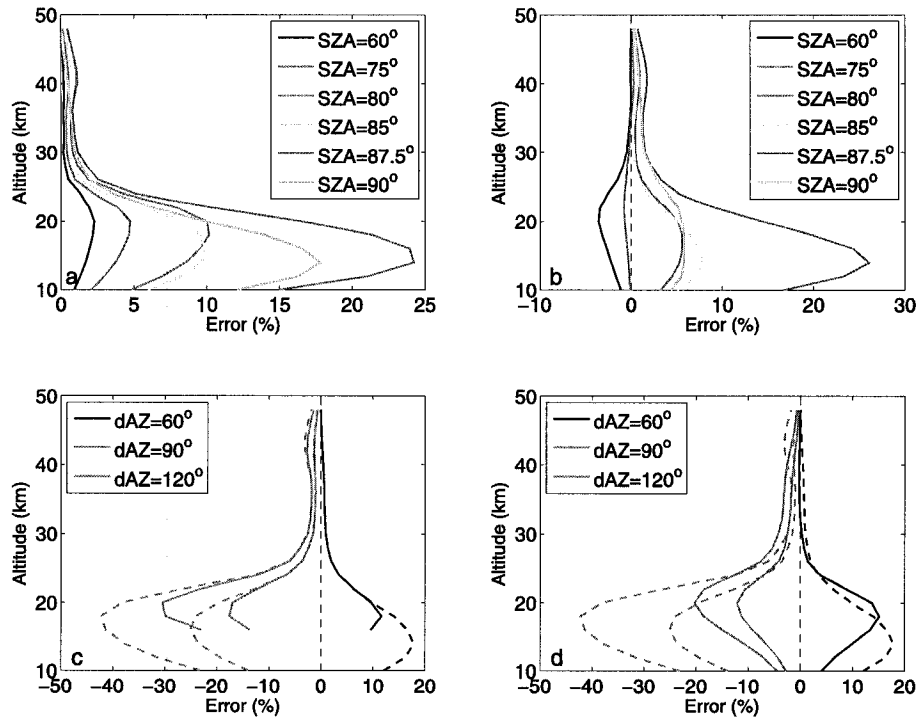 50
40
30
20
10
Altitude (km)
SZA=60°
SZA=75°
SZA=80°
SZA=85°
SZA=87.5°
SZA=90°
a
0 5 10 15 20 25
Error (%)
50
40
30
20
10
Altitude (km)
SZA=60°
SZA=75°
SZA=80°
SZA=85°
SZA=87.5°
SZA=90°
b
−10 0 10 20 30
Error (%)
50
40
30
20
10
Altitude (km)
dAZ=60°
dAZ=90°
dAZ=120°
c
−50 −40 −30 −20 −10 0 10 20
Error (%)
50
40
30
20
10
Altitude (km)
dAZ=60°
dAZ=90°
dAZ=120°
d
−50 −40 −30 −20 −10 0 10 20
Error (%)